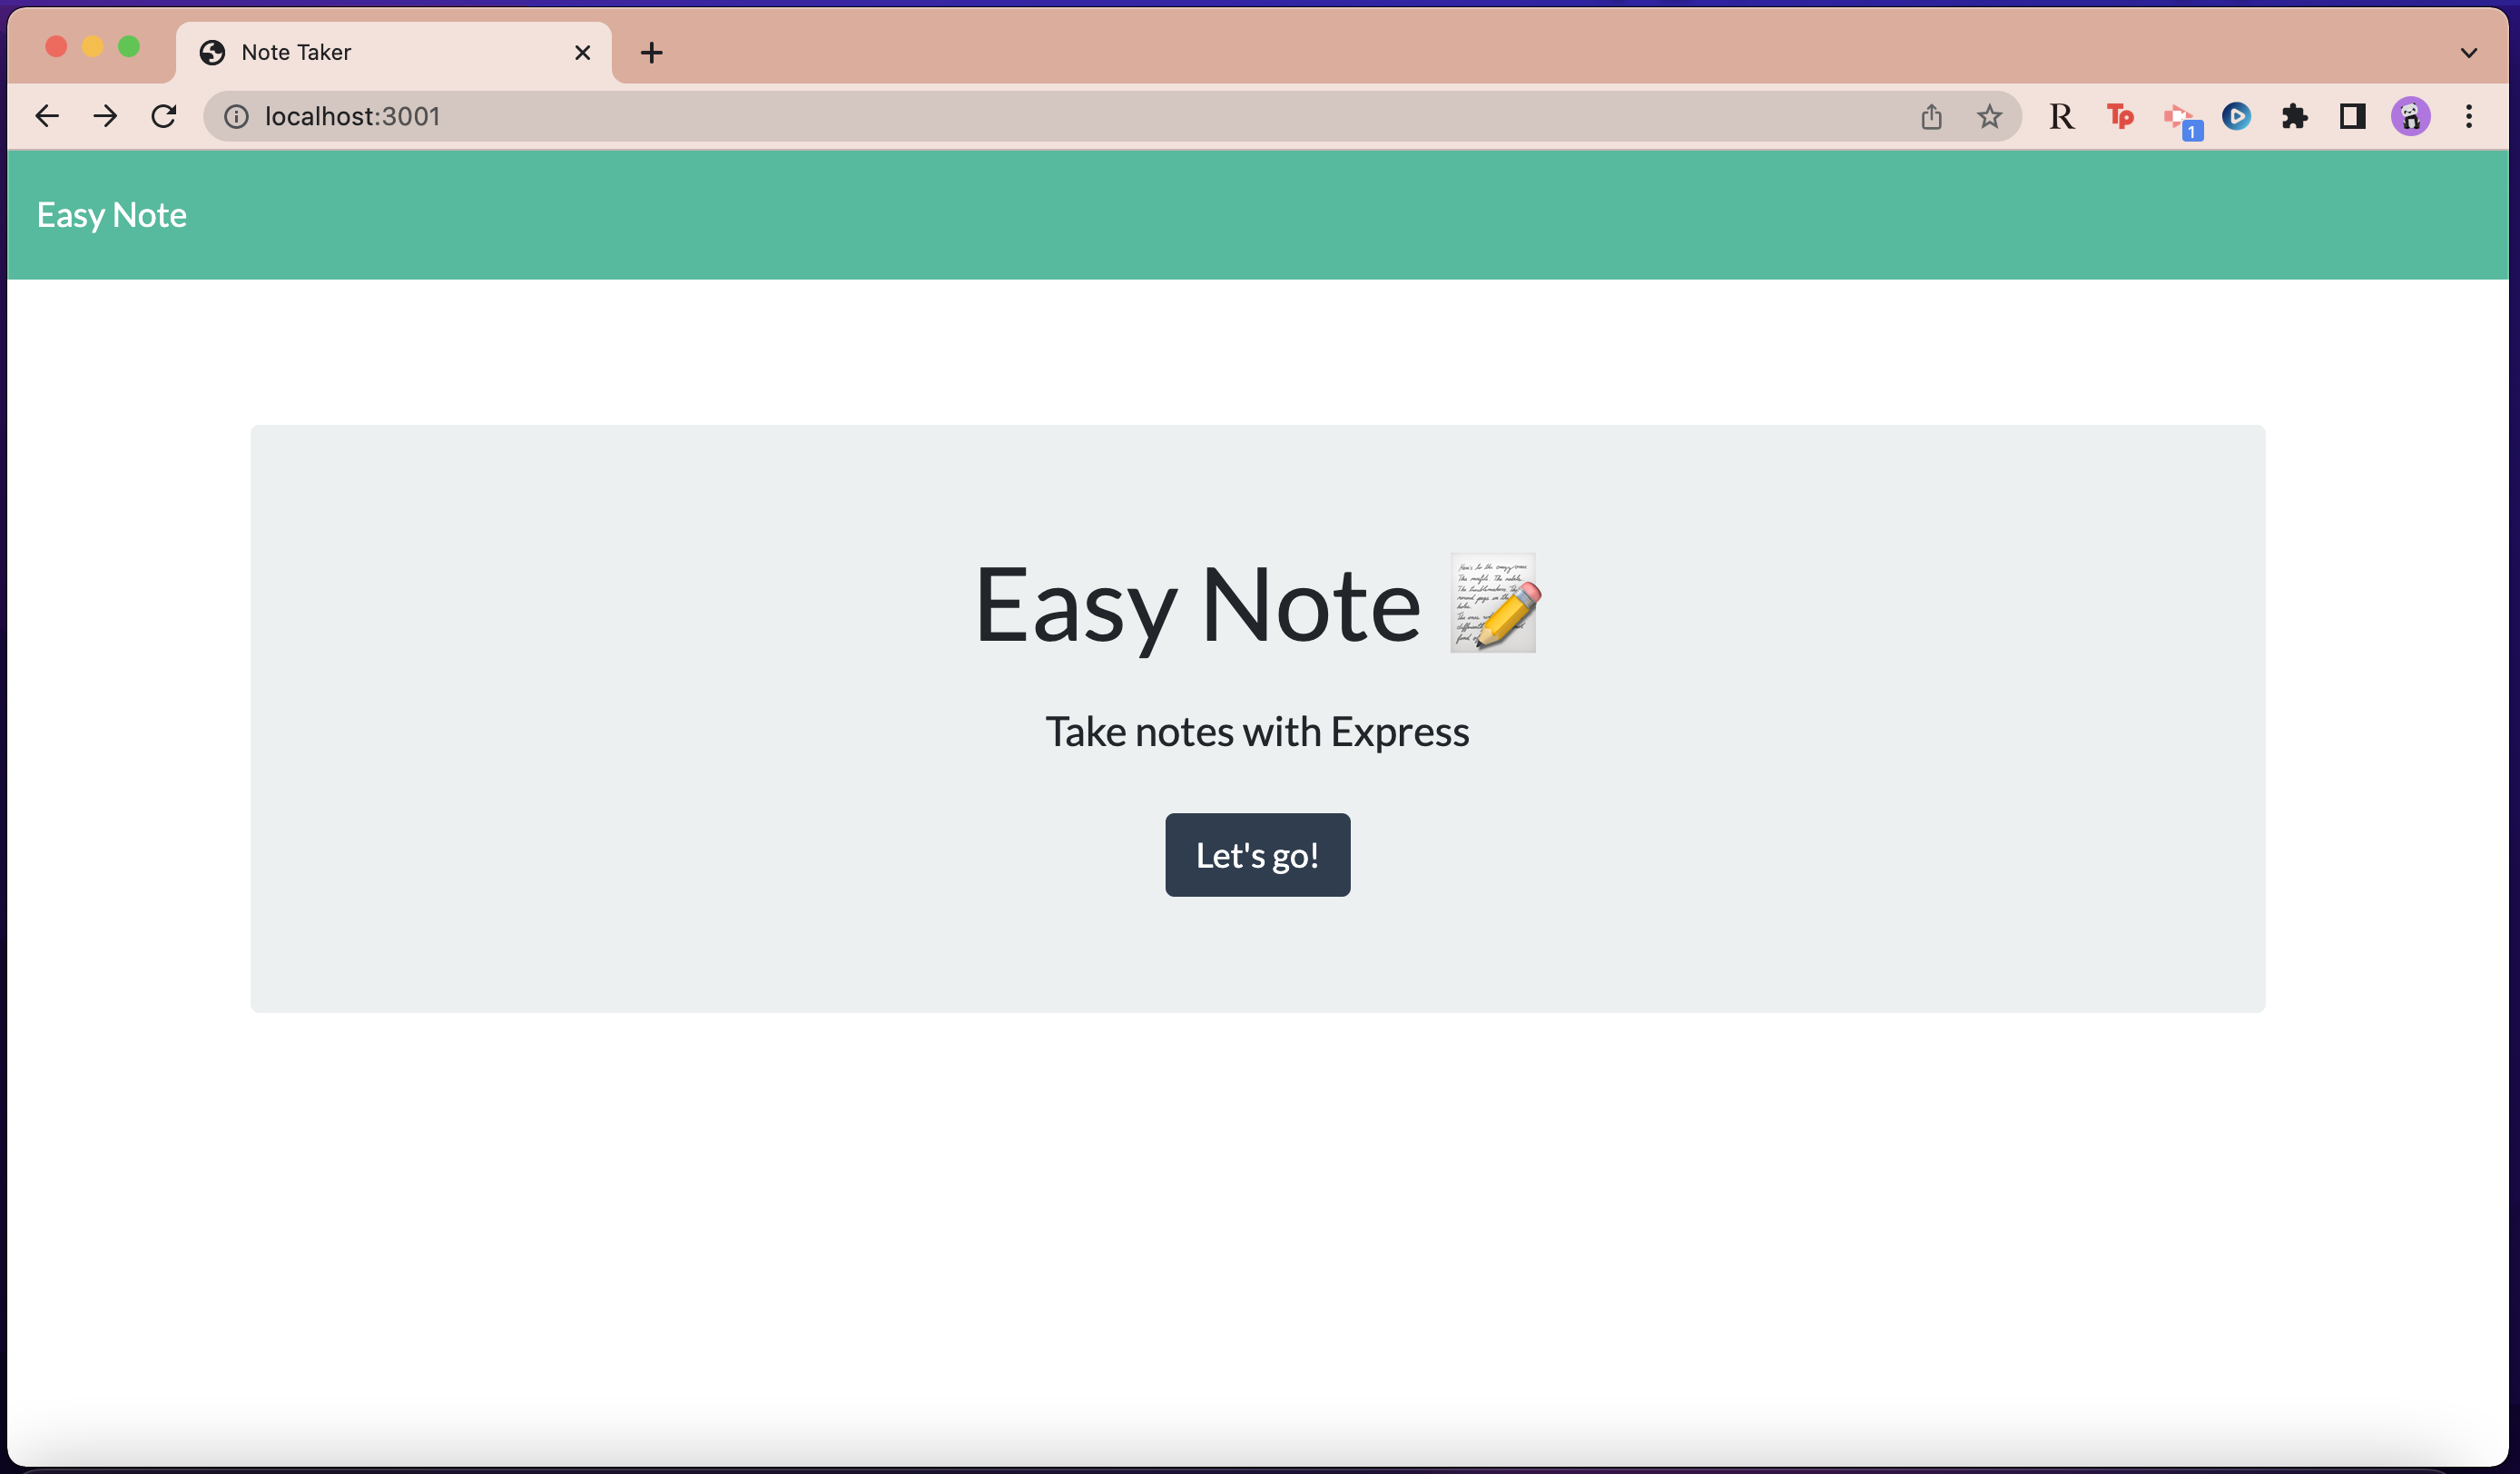 Note Taker
localhost:3001
R Tp 1
Easy Note
Easy Note
Take notes with Express
Let's go!